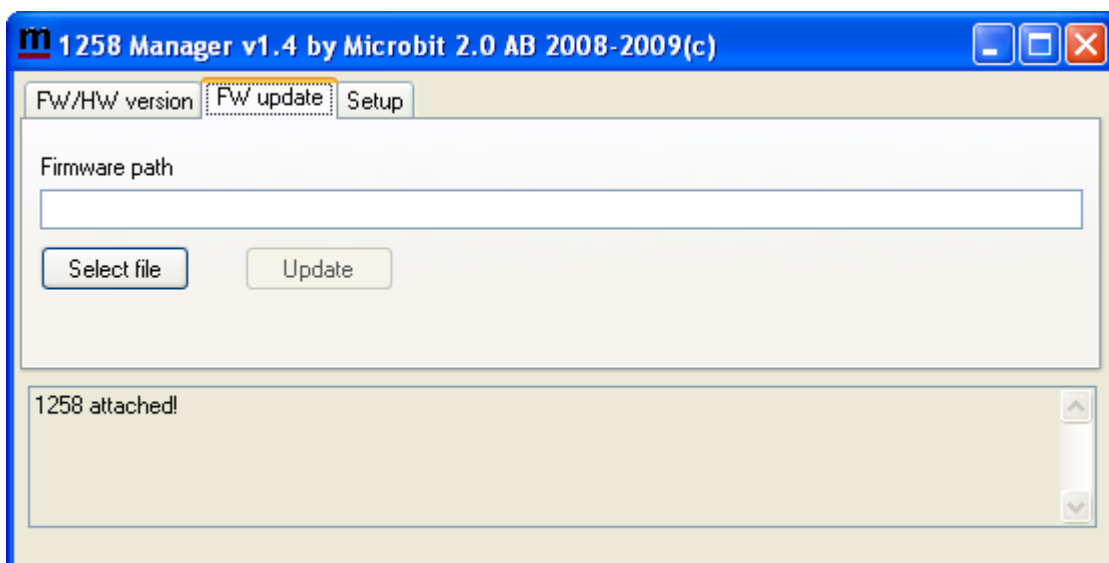 m 1258 Manager v1.4 by Microbit 2.0 AB 2008-2009(c)
FW/HW version FW update Setup
Firmware path
Select file Update
1258 attached!